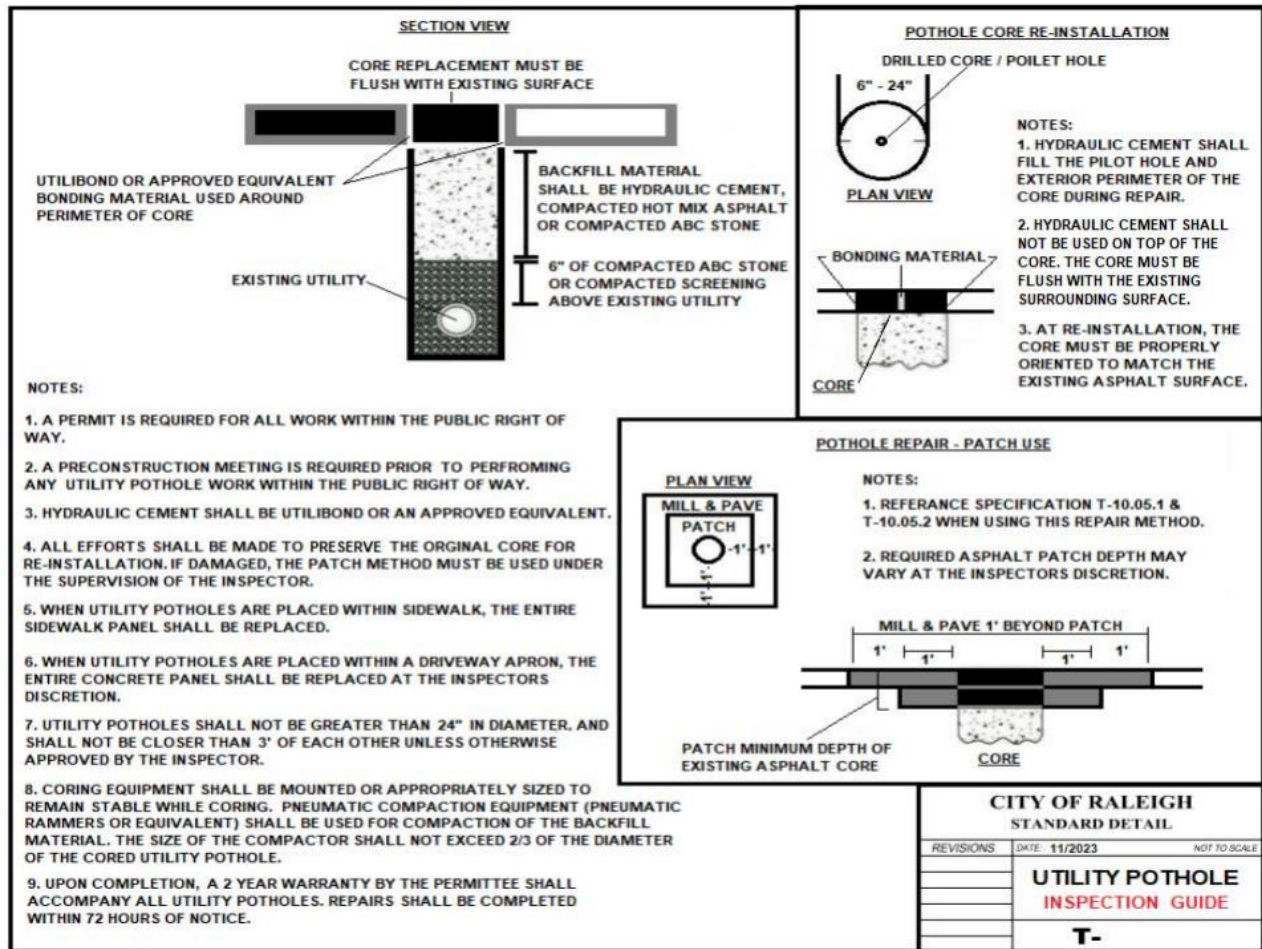 SECTION VIEW
CORE REPLACEMENT MUST BE
FLUSH WITH EXISTING SURFACE
UTILIBOND OR APPROVED EQUIVALENT
BONDING MATERIAL USED AROUND
PERIMETER OF CORE
BACKFILL MATERIAL
SHALL BE HYDRAULIC CEMENT,
COMPACTED HOT MIX ASPHALT
OR COMPACTED ABC STONE
EXISTING UTILITY
6" OF COMPACTED ABC STONE
OR COMPACTED SCREENING
ABOVE EXISTING UTILITY
NOTES:
1. A PERMIT IS REQUIRED FOR ALL WORK WITHIN THE PUBLIC RIGHT OF
WAY.
2. A PRECONSTRUCTION MEETING IS REQUIRED PRIOR TO PERFROMING
ANY UTILITY POTHOLE WORK WITHIN THE PUBLIC RIGHT OF WAY.
3. HYDRAULIC CEMENT SHALL BE UTILIBOND OR AN APPROVED EQUIVALENT.
4. ALL EFFORTS SHALL BE MADE TO PRESERVE THE ORGINAL CORE FOR
RE-INSTALLATION. IF DAMAGED, THE PATCH METHOD MUST BE USED UNDER
THE SUPERVISION OF THE INSPECTOR.
5. WHEN UTILITY POTHOLES ARE PLACED WITHIN SIDEWALK, THE ENTIRE
SIDEWALK PANEL SHALL BE REPLACED.
6. WHEN UTILITY POTHOLES ARE PLACED WITHIN A DRIVEWAY APRON, THE
ENTIRE CONCRETE PANEL SHALL BE REPLACED AT THE INSPECTORS
DISCRETION.
7. UTILITY POTHOLES SHALL NOT BE GREATER THAN 24" IN DIAMETER, AND
SHALL NOT BE CLOSER THAN 3' OF EACH OTHER UNLESS OTHERWISE
APPROVED BY THE INSPECTOR.
8. CORING EQUIPMENT SHALL BE MOUNTED OR APPROPRIATELY SIZED TO
REMAIN STABLE WHILE CORING. PNEUMATIC COMPACTION EQUIPMENT (PNEUMATIC
RAMMERS OR EQUIVALENT) SHALL BE USED FOR COMPACTION OF THE BACKFILL
MATERIAL. THE SIZE OF THE COMPACTOR SHALL NOT EXCEED 2/3 OF THE DIAMETER
OF THE CORED UTILITY POTHOLE.
9. UPON COMPLETION, A 2 YEAR WARRANTY BY THE PERMITTEE SHALL
ACCOMPANY ALL UTILITY POTHOLES. REPAIRS SHALL BE COMPLETED
WITHIN 72 HOURS OF NOTICE.
POTHOLE CORE RE-INSTALLATION
DRILLED CORE / POILET HOLE
6" - 24"
PLAN VIEW
BONDING MATERIAL
CORE
NOTES:
1. HYDRAULIC CEMENT SHALL
FILL THE PILOT HOLE AND
EXTERIOR PERIMETER OF THE
CORE DURING REPAIR.
2. HYDRAULIC CEMENT SHALL
NOT BE USED ON TOP OF THE
CORE. THE CORE MUST BE
FLUSH WITH THE EXISTING
SURROUNDING SURFACE.
3. AT RE-INSTALLATION, THE
CORE MUST BE PROPERLY
ORIENTED TO MATCH THE
EXISTING ASPHALT SURFACE.
POTHOLE REPAIR - PATCH USE
PLAN VIEW
MILL & PAVE
PATCH
1' 1'
1'
1'
NOTES:
1. REFERANCE SPECIFICATION T-10.05.1 &
T-10.05.2 WHEN USING THIS REPAIR METHOD.
2. REQUIRED ASPHALT PATCH DEPTH MAY
VARY AT THE INSPECTORS DISCRETION.
MILL & PAVE 1' BEYOND PATCH
1' 1' 1' 1'
PATCH MINIMUM DEPTH OF
EXISTING ASPHALT CORE
CORE
CITY OF RALEIGH
STANDARD DETAIL
REVISIONS DATE: 11/2023 NOT TO SCALE
UTILITY POTHOLE
INSPECTION GUIDE
T-